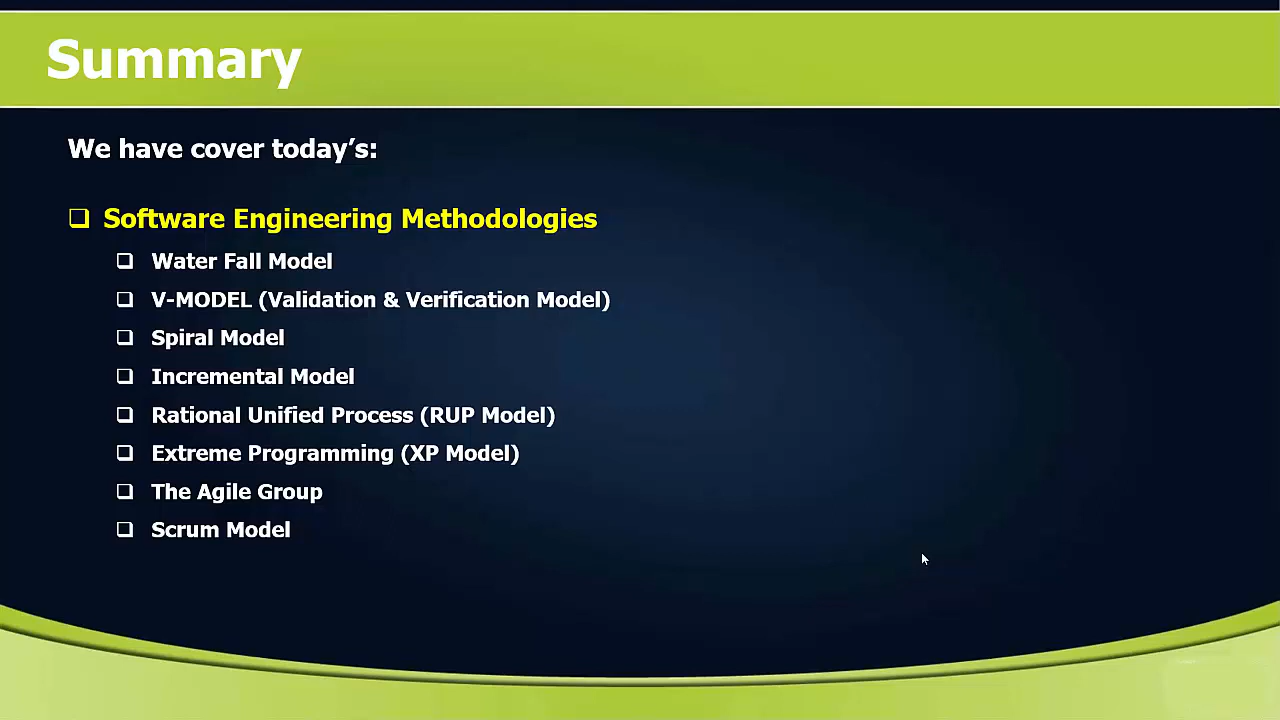 Summary
We have cover today’s:
Software Engineering Methodologies
Water Fall Model
V-MODEL (Validation & Verification Model)
Spiral Model
Incremental Model
Rational Unified Process (RUP Model)
Extreme Programming (XP Model)
The Agile Group
Scrum Model